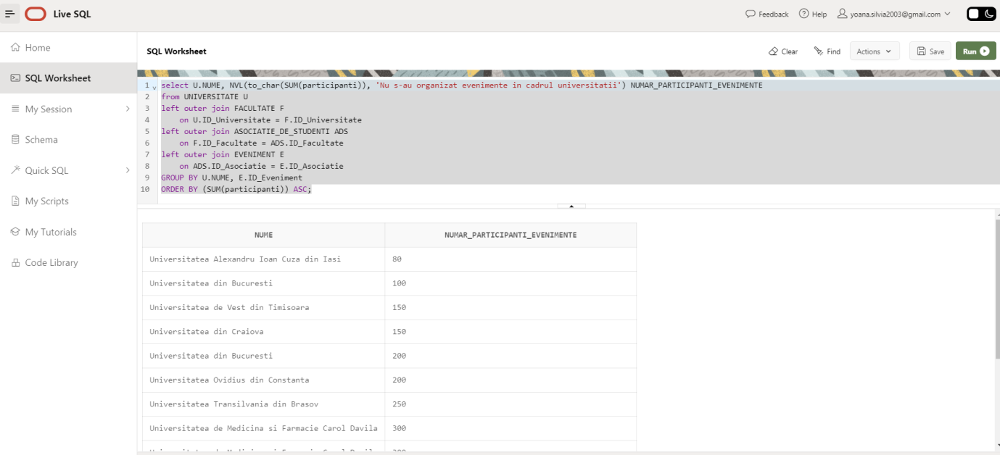 Live SQL
Feedback Help yoana.silvia2003@gmail.com
Home
SQL Worksheet
My Session
Schema
Quick SQL
My Scripts
My Tutorials
Code Library
SQL Worksheet
Clear Find Actions Save Run
1 select U.NUME, NVL(to_char(SUM(participanti)), 'Nu s-au organizat evenimente in cadrul universitatii') NUMAR_PARTICIPANTI_EVENIMENTE
2 from UNIVERSITATE U
3 left outer join FACULTATE F
4 on U.ID_Universitate = F.ID_Universitate
5 left outer join ASOCIATIE_DE_STUDENTI ADS
6 on F.ID_Facultate = ADS.ID_Facultate
7 left outer join EVENIMENT E
8 on ADS.ID_Asociatie = E.ID_Asociatie
9 GROUP BY U.NUME, E.ID_Eveniment
10 ORDER BY (SUM(participanti)) ASC;
NUME NUMAR_PARTICIPANTI_EVENIMENTE
Universitatea Alexandru Ioan Cuza din Iasi 80
Universitatea din Bucuresti 100
Universitatea de Vest din Timisoara 150
Universitatea din Craiova 150
Universitatea din Bucuresti 200
Universitatea Ovidius din Constanta 200
Universitatea Transilvania din Brasov 250
Universitatea de Medicina si Farmacie Carol Davila 300